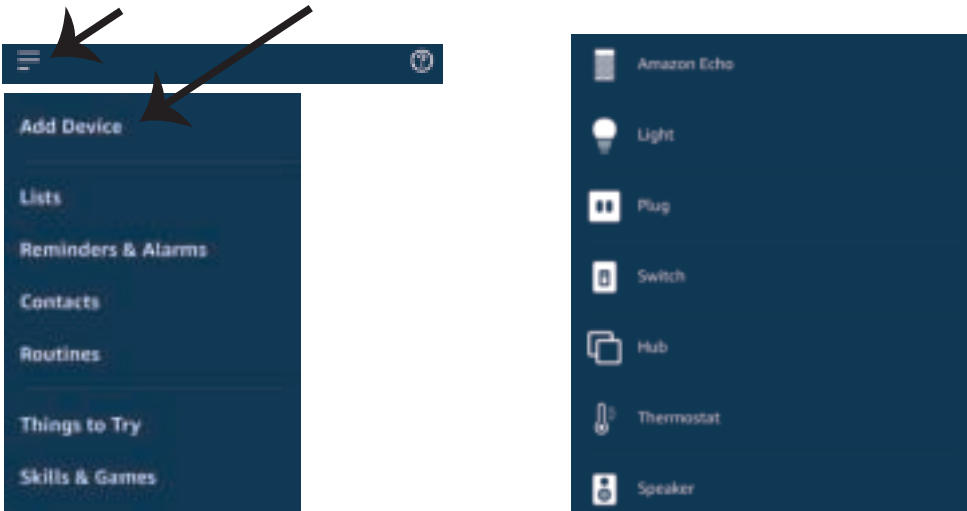 Add Device
Lists
Reminders & Alarms
Contacts
Routines
Things to Try
Skills & Games
Amazon Echo
Light
Plug
Switch
Hub
Thermostat
Speaker